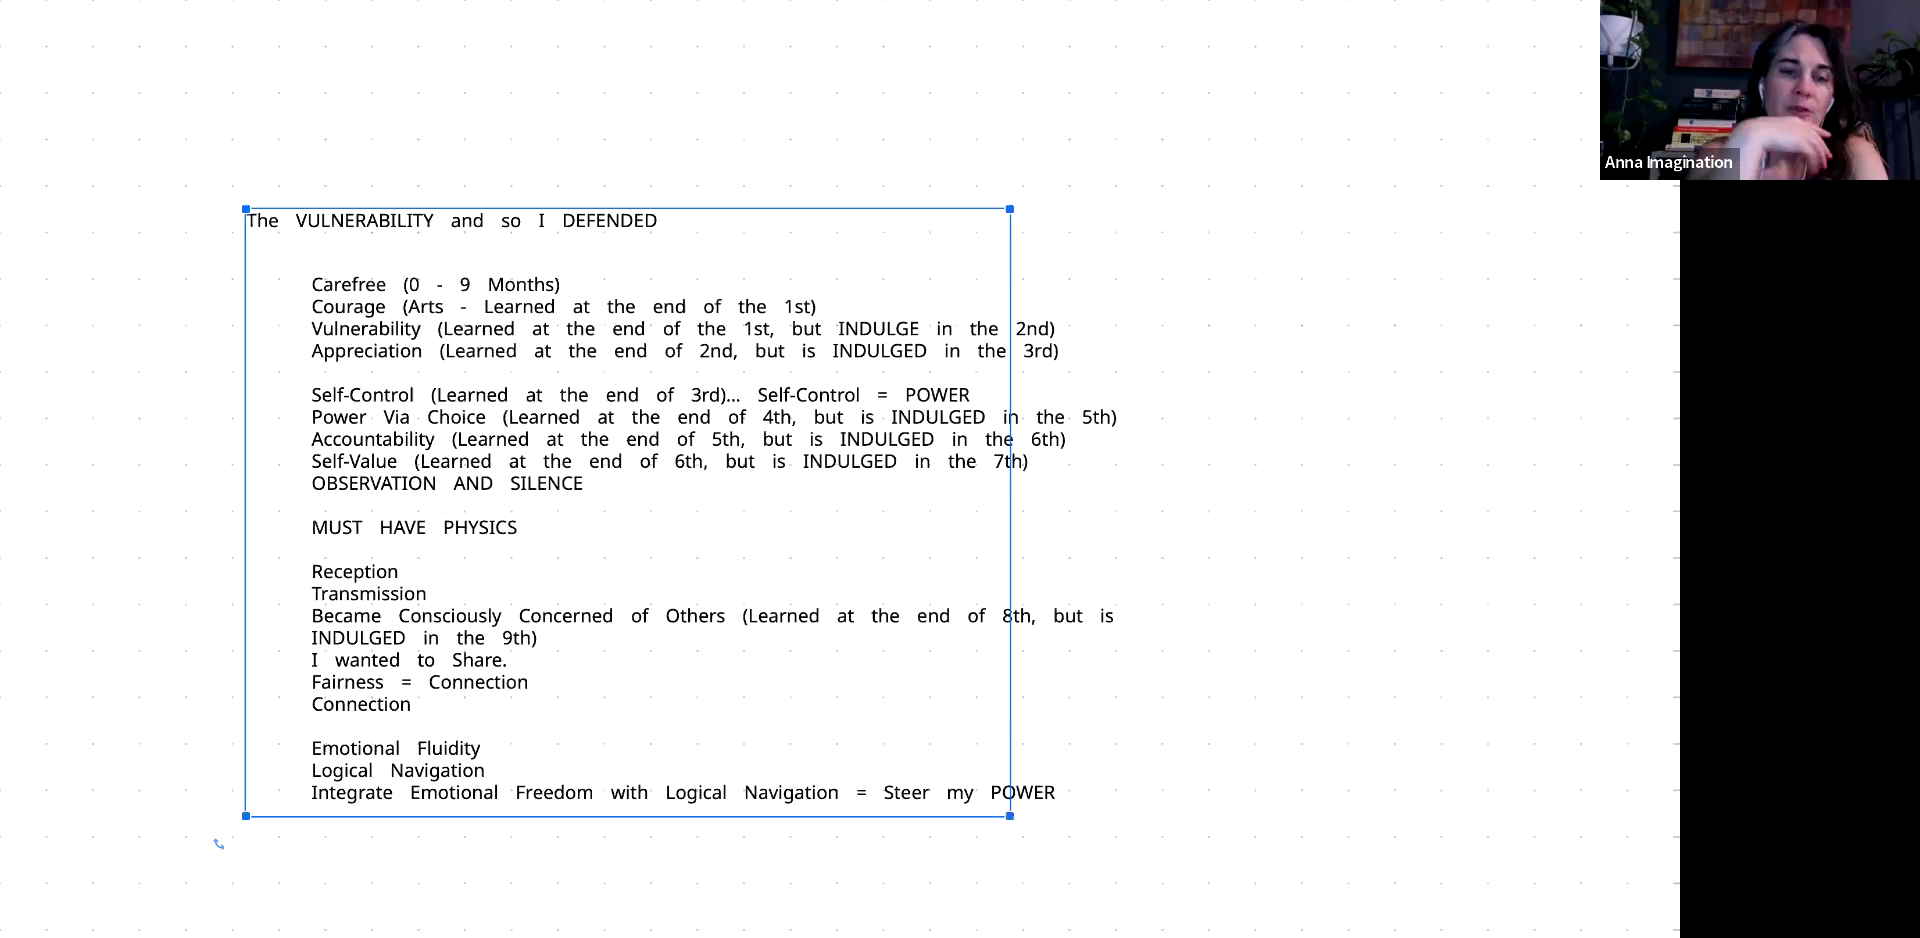 Anna Imagination
The VULNERABILITY and so I DEFENDED
Carefree (0 - 9 Months)
Courage (Arts - Learned at the end of the 1st)
Vulnerability (Learned at the end of the 1st, but INDULGE in the 2nd)
Appreciation (Learned at the end of 2nd, but is INDULGED in the 3rd)
Self-Control (Learned at the end of 3rd)... Self-Control = POWER
Power Via Choice (Learned at the end of 4th, but is INDULGED in the 5th)
Accountability (Learned at the end of 5th, but is INDULGED in the 6th)
Self-Value (Learned at the end of 6th, but is INDULGED in the 7th)
OBSERVATION AND SILENCE
MUST HAVE PHYSICS
Reception
Transmission
Became Consciously Concerned of Others (Learned at the end of 8th, but is
INDULGED in the 9th)
I wanted to Share.
Fairness = Connection
Connection
Emotional Fluidity
Logical Navigation
Integrate Emotional Freedom with Logical Navigation = Steer my POWER